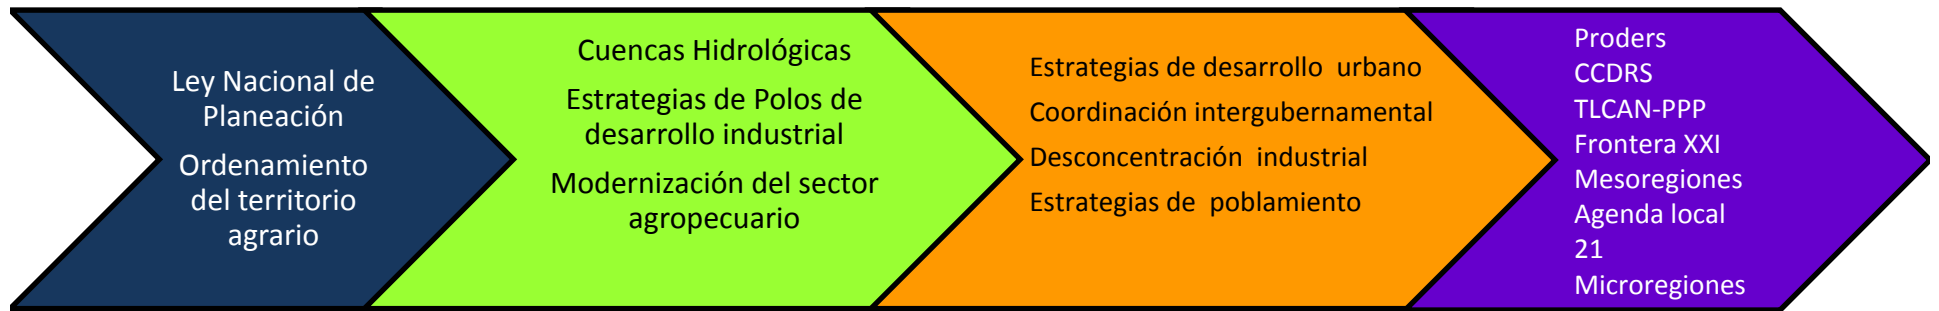 Ley Nacional de
Planeación
Ordenamiento
del territorio
agrario
Cuencas Hidrológicas
Estrategias de Polos de
desarrollo industrial
Modernización del sector
agropecuario
Estrategias de desarrollo urbano
Coordinación intergubernamental
Desconcentración industrial
Estrategias de poblamiento
Proders
CCDRS
TLCAN-PPP
Frontera XXI
Mesoregiones
Agenda local
21
Microregiones